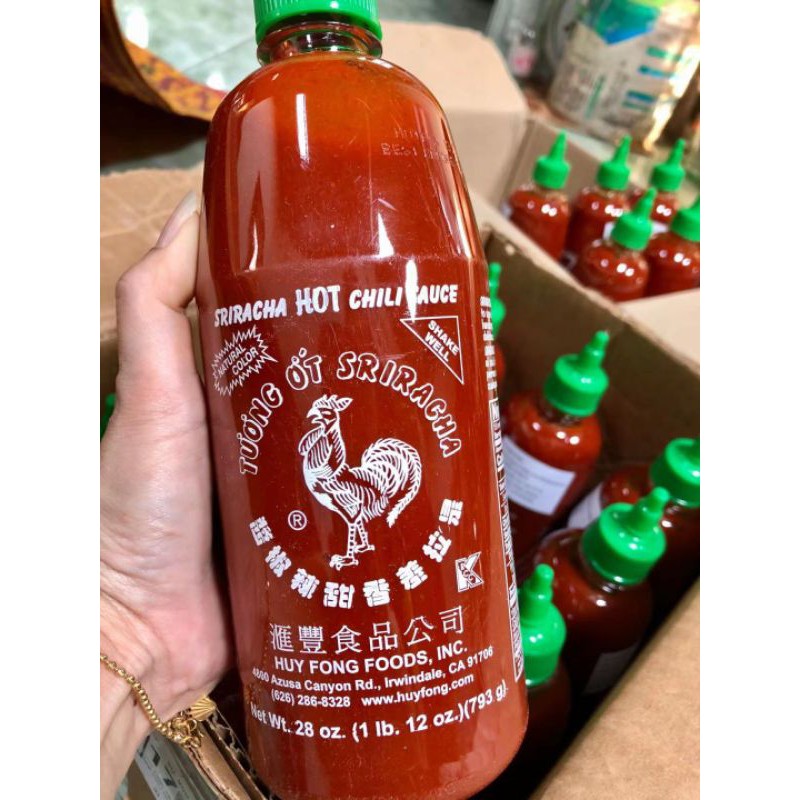 SRIRACHA HOT CHILI SAUCE
NATURAL
COLOR
SHAKE
WELL
TƯƠNG ỚT SRIRACHA
®
椒辣甜香差拉
K
滙豐食品公司
HUY FONG FOODS, INC.
4800 Azusa Canyon Rd., Irwindale, CA 91706
(626) 286-8328 www.huyfong.com
Net Wt. 28 oz. (1 lb. 12 oz.)(793 g)